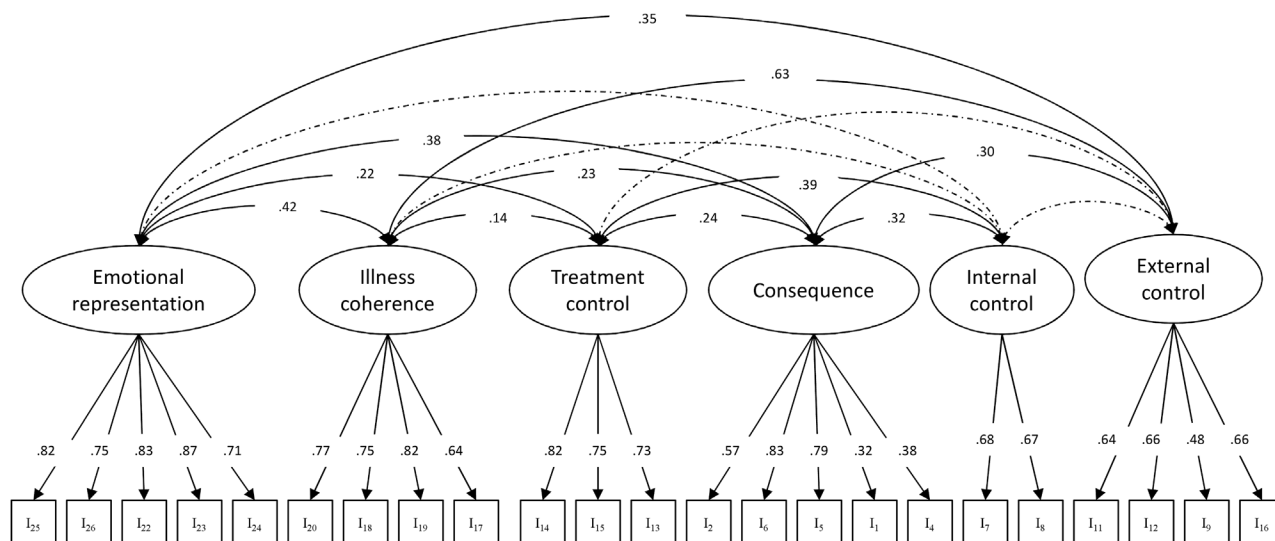 .35
.63
.38
.30
.22
.23
.39
.42
.14
.24
.32
Emotional
representation
Illness
coherence
Treatment
control
Consequence
Internal
control
External
control
.82 .75 .83 .87 .71 .77 .75 .82 .64 .82 .75 .73 .57 .83 .79 .32 .38 .68 .67 .64 .66 .48 .66
I25 I26 I22 I23 I24 I20 I18 I19 I17 I14 I15 I13 I2 I6 I5 I1 I4 I7 I8 I11 I12 I9 I16